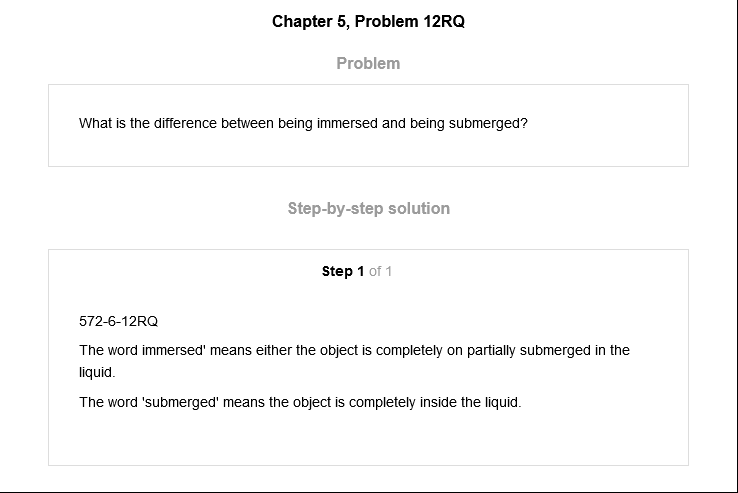 Chapter 5, Problem 12RQ
Problem
What is the difference between being immersed and being submerged?
Step-by-step solution
Step 1 of 1
572-6-12RQ
The word immersed' means either the object is completely on partially submerged in the
liquid.
The word 'submerged' means the object is completely inside the liquid.